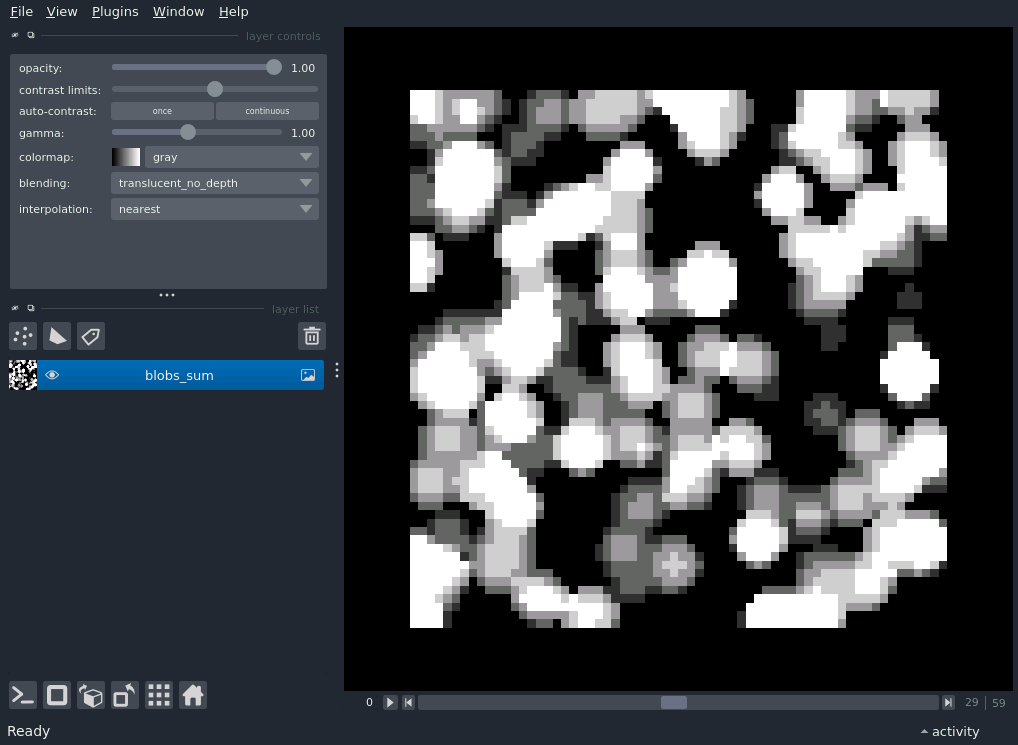 File View Plugins Window Help
layer controls
opacity: 1.00
contrast limits:
auto-contrast: once continuous
gamma: 1.00
colormap: gray
blending: translucent_no_depth
interpolation: nearest
layer list
blobs_sum
0 29 59
Ready activity